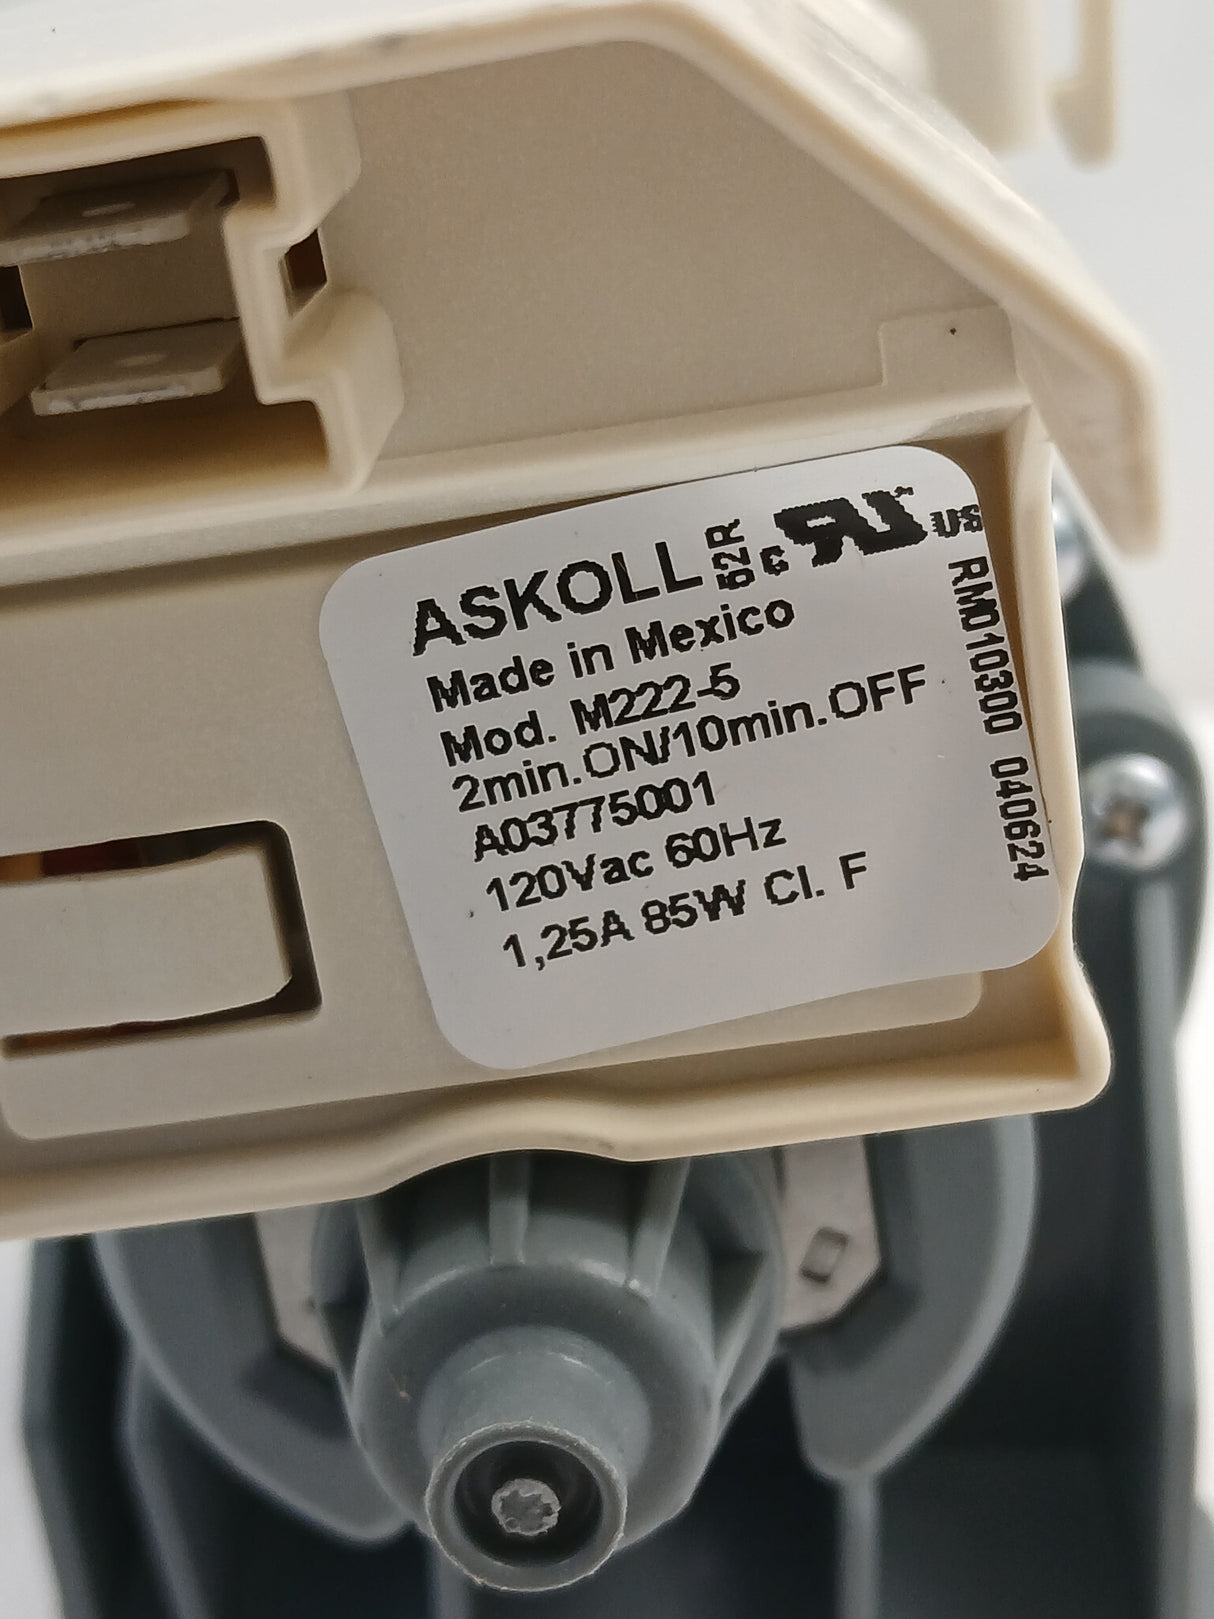 ASKOLL 62R c RU US
Made in Mexico
Mod. M222-5
2min.ON/10min.OFF
A03775001
120Vac 60Hz
1,25A 85W Cl. F
RM010300 040624